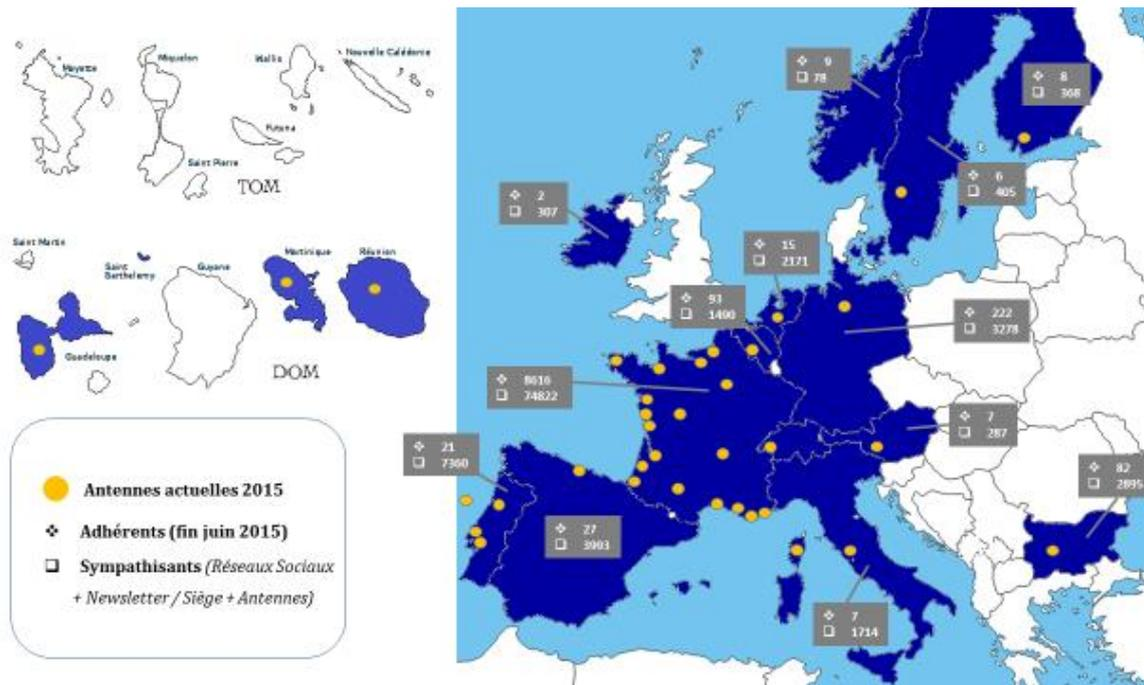 Mayotte
Miquelon
Wallis
Nouvelle Calédonie
Futuna
Saint Pierre
TOM
Saint Martin
Saint
Barthelemy
Guyane
Martinique
Réunion
Guadeloupe
DOM
Antennes actuelles 2015
❖ Adhérents (fin juin 2015)
❑ Sympathisants (Réseaux Sociaux
+ Newsletter / Siège + Antennes)
❖ 9
❑ 78
❖ 8
❑ 368
❖ 6
❑ 405
❖ 2
❑ 307
❖ 15
❑ 2171
❖ 93
❑ 1490
❖ 222
❑ 3278
❖ 8616
❑ 74822
❖ 7
❑ 287
❖ 21
❑ 7360
❖ 82
❑ 2895
❖ 27
❑ 3993
❖ 7
❑ 1714